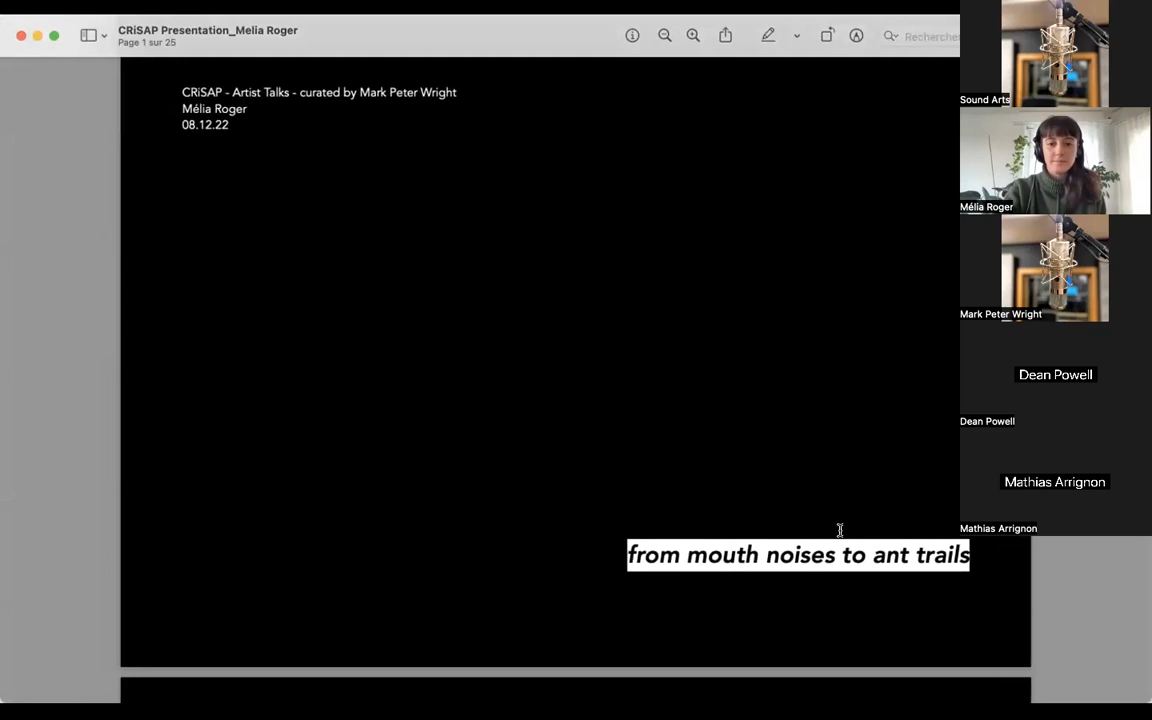 CRiSAP Presentation_Melia Roger
Page 1 sur 25
Recherche
CRiSAP - Artist Talks - curated by Mark Peter Wright
Mélia Roger
08.12.22
from mouth noises to ant trails
Sound Arts
Mélia Roger
Mark Peter Wright
Dean Powell
Dean Powell
Mathias Arrignon
Mathias Arrignon